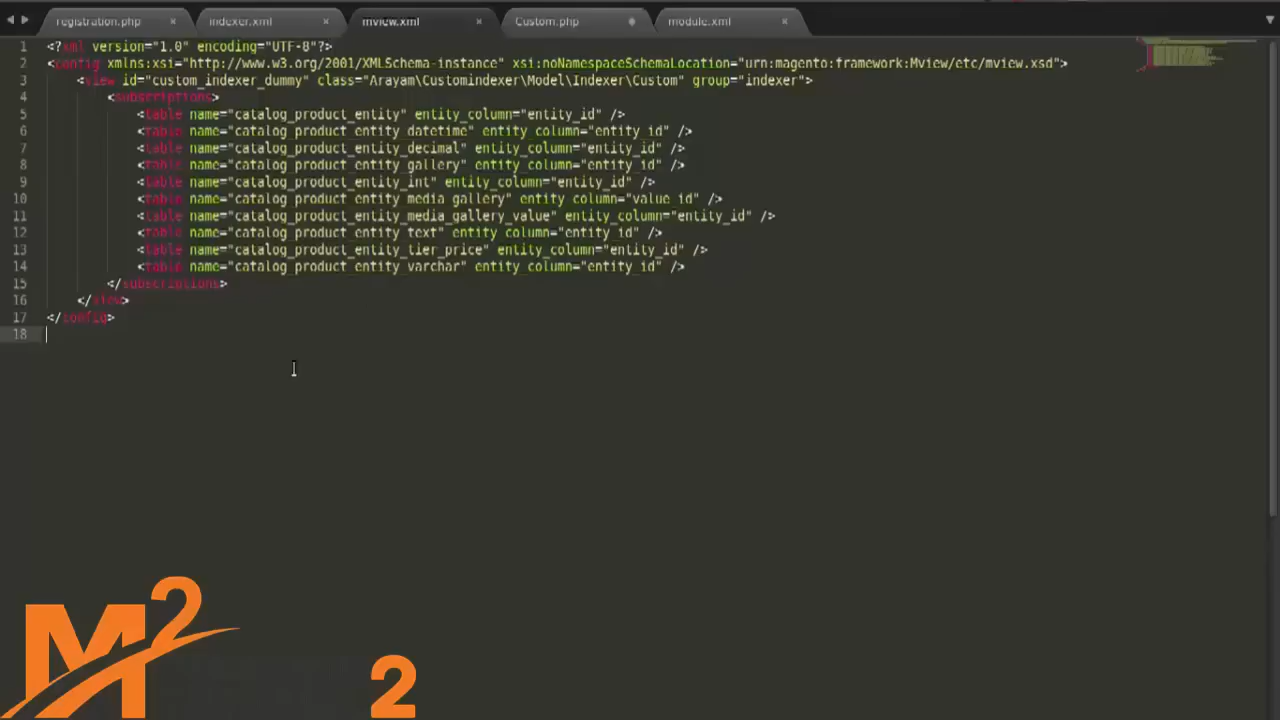 registration.php × indexer.xml × mview.xml × Custom.php module.xml ×
1 <?xml version="1.0" encoding="UTF-8"?>
2 <config xmlns:xsi="http://www.w3.org/2001/XMLSchema-instance" xsi:noNamespaceSchemaLocation="urn:magento:framework:Mview/etc/mview.xsd">
3 <view id="custom_indexer_dummy" class="Arayam\Customindexer\Model\Indexer\Custom" group="indexer">
4 <subscriptions>
5 <table name="catalog_product_entity" entity_column="entity_id" />
6 <table name="catalog_product_entity_datetime" entity_column="entity_id" />
7 <table name="catalog_product_entity_decimal" entity_column="entity_id" />
8 <table name="catalog_product_entity_gallery" entity_column="entity_id" />
9 <table name="catalog_product_entity_int" entity_column="entity_id" />
10 <table name="catalog_product_entity_media_gallery" entity_column="value_id" />
11 <table name="catalog_product_entity_media_gallery_value" entity_column="entity_id" />
12 <table name="catalog_product_entity_text" entity_column="entity_id" />
13 <table name="catalog_product_entity_tier_price" entity_column="entity_id" />
14 <table name="catalog_product_entity_varchar" entity_column="entity_id" />
15 </subscriptions>
16 </view>
17 </config>
18
M2
2